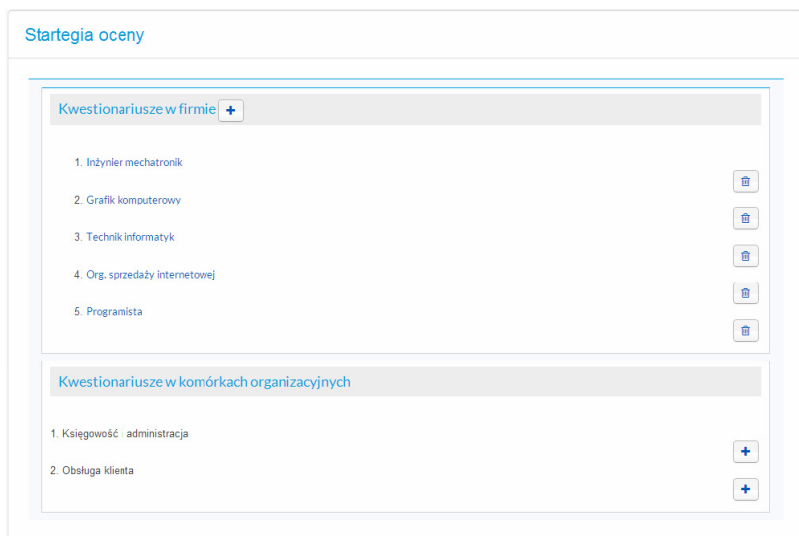 Startegia oceny
Kwestionariusze w firmie
1. Inżynier mechatronik
2. Grafik komputerowy
3. Technik informatyk
4. Org. sprzedaży internetowej
5. Programista
Kwestionariusze w komórkach organizacyjnych
1. Księgowość i administracja
2. Obsługa klienta